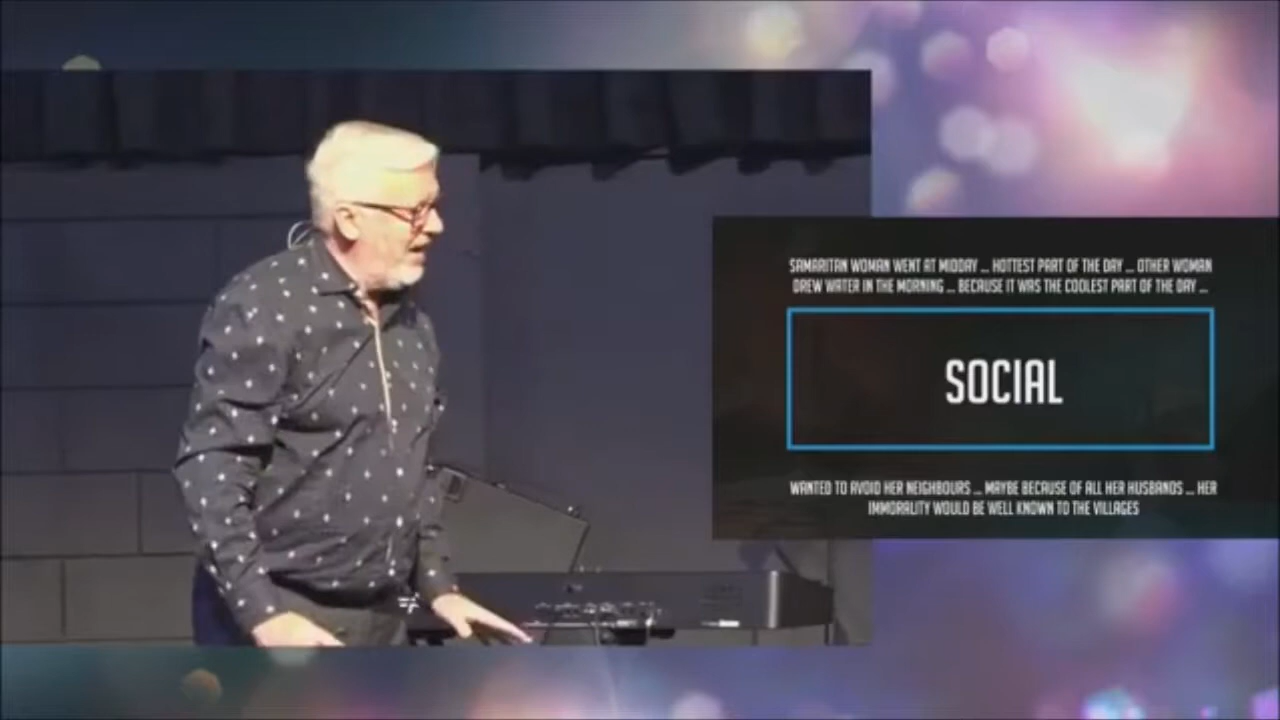 SAMARITAN WOMAN WENT AT MIDDAY ... HOTTEST PART OF THE DAY ... OTHER WOMAN
DREW WATER IN THE MORNING ... BECAUSE IT WAS THE COOLEST PART OF THE DAY ...
SOCIAL
WANTED TO AVOID HER NEIGHBOURS ... MAYBE BECAUSE OF ALL HER HUSBANDS ... HER
IMMORALITY WOULD BE WELL KNOWN TO THE VILLAGES